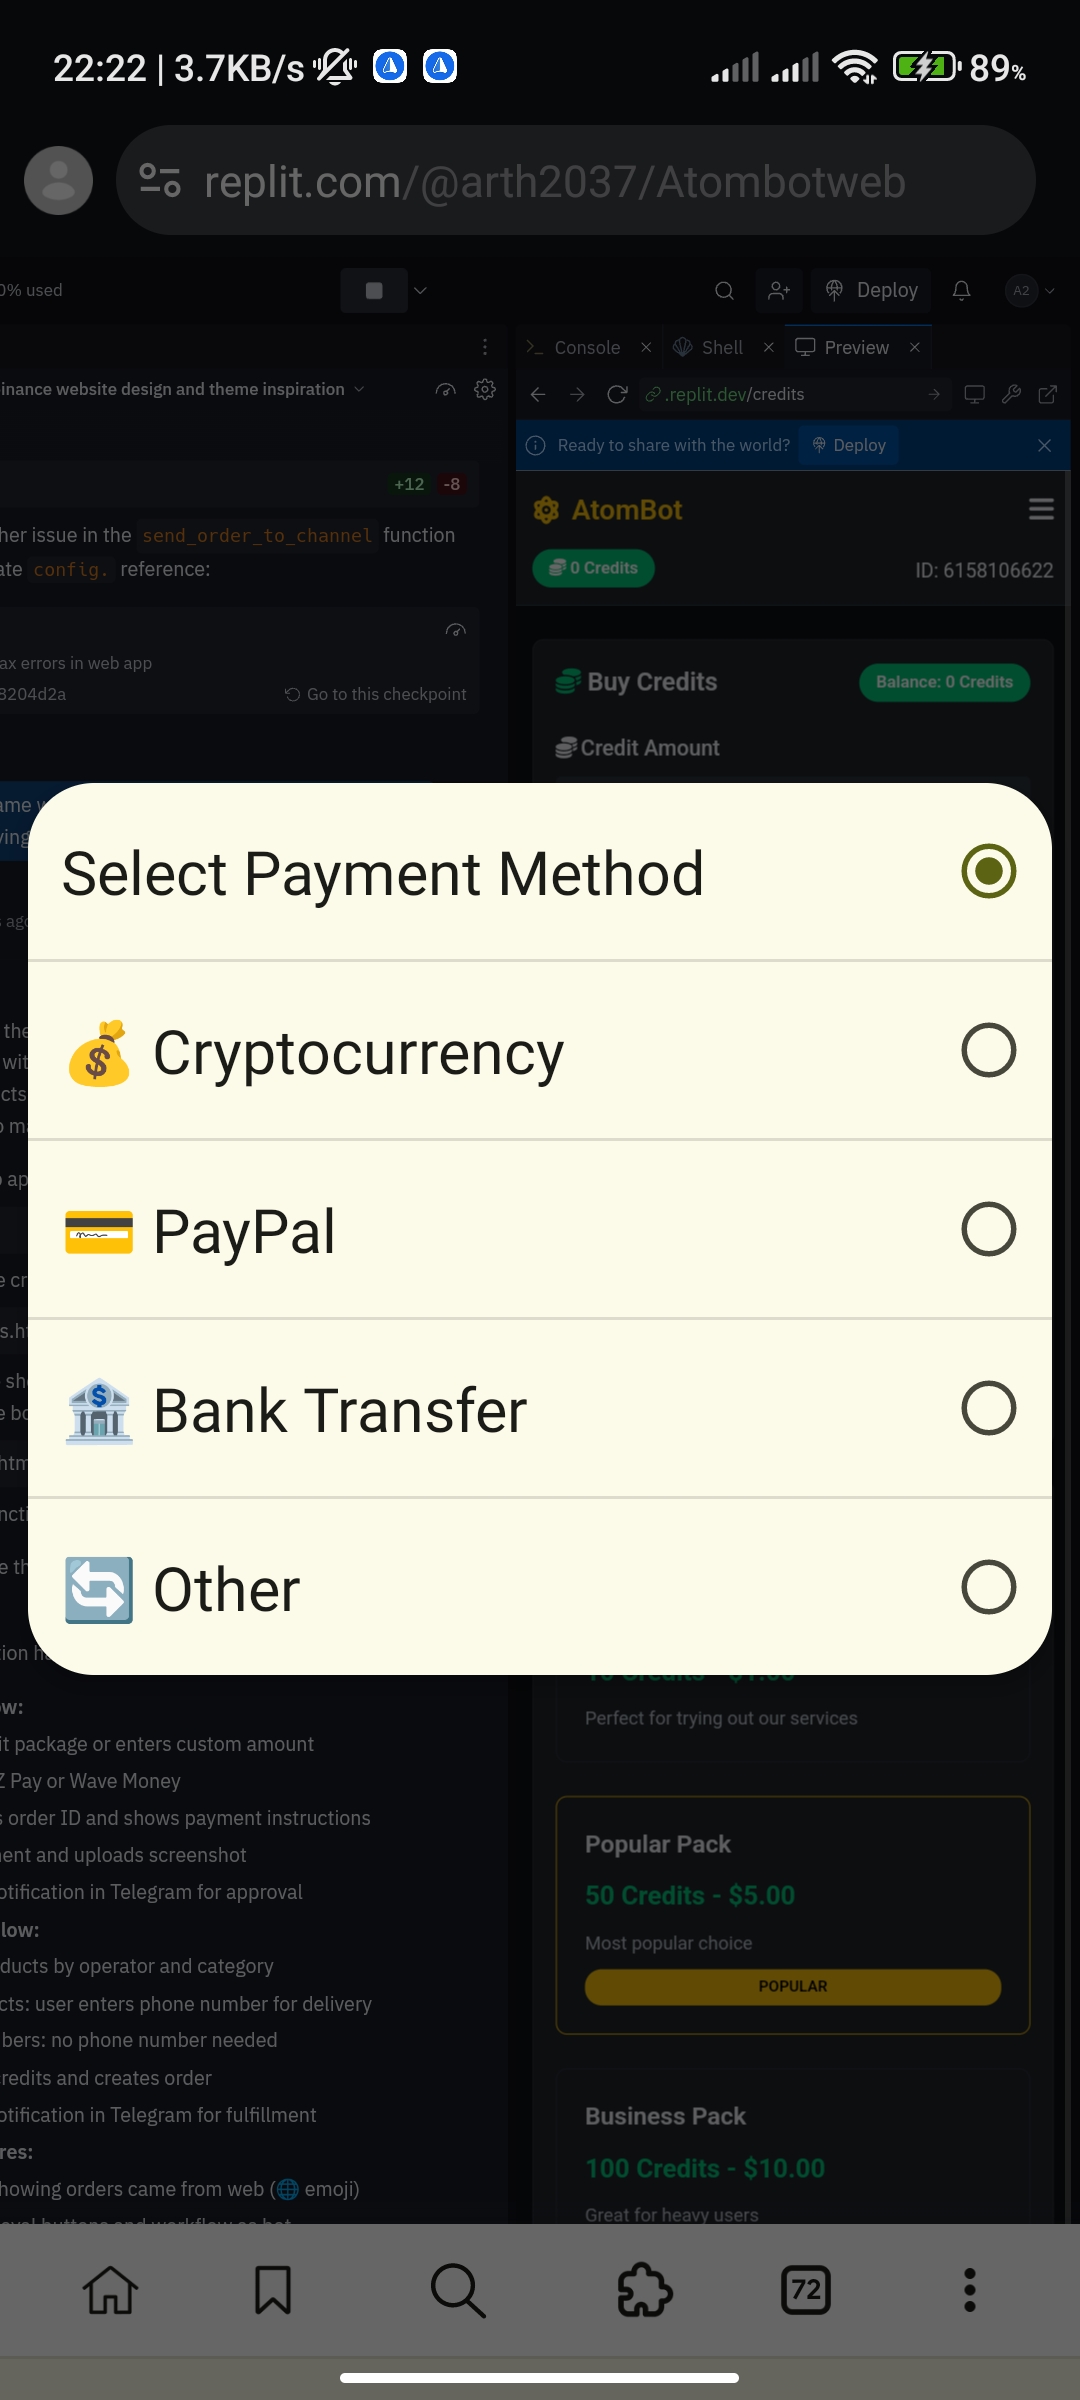 22:22 | 3.7KB/s
89%
replit.com/@arth2037/Atombotweb
0% used
Deploy
A2
Console
Shell
Preview
inance website design and theme inspiration
.replit.dev/credits
Ready to share with the world?
Deploy
+12 -8
AtomBot
her issue in the send_order_to_channel function
ate config. reference:
0 Credits
ID: 6158106622
ax errors in web app
8204d2a
Go to this checkpoint
Buy Credits
Balance: 0 Credits
Credit Amount
Select Payment Method
💰 Cryptocurrency
💳 PayPal
🏦 Bank Transfer
🔄 Other
Perfect for trying out our services
it package or enters custom amount
Z Pay or Wave Money
s order ID and shows payment instructions
ent and uploads screenshot
otification in Telegram for approval
low:
ducts by operator and category
cts: user enters phone number for delivery
bers: no phone number needed
credits and creates order
otification in Telegram for fulfillment
res:
howing orders came from web (🌐 emoji)
Popular Pack
50 Credits - $5.00
Most popular choice
POPULAR
Business Pack
100 Credits - $10.00
Great for heavy users
72